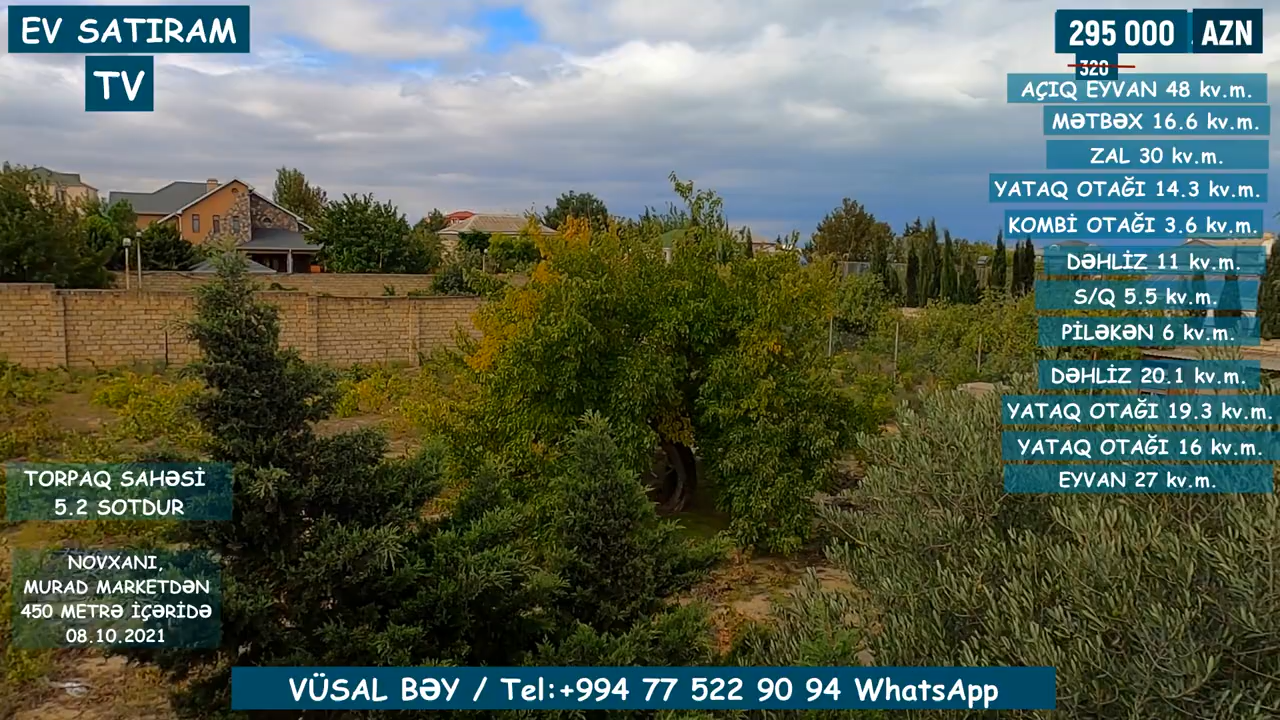 EV SATIRAM
TV
295 000 AZN
320
AÇIQ EYVAN 48 kv.m.
MƏTBƏX 16.6 kv.m.
ZAL 30 kv.m.
YATAQ OTAĞI 14.3 kv.m.
KOMBİ OTAĞI 3.6 kv.m.
DƏHLİZ 11 kv.m.
S/Q 5.5 kv.m.
PİLƏKƏN 6 kv.m.
DƏHLİZ 20.1 kv.m.
YATAQ OTAĞI 19.3 kv.m.
YATAQ OTAĞI 16 kv.m.
EYVAN 27 kv.m.
TORPAQ SAHƏSİ
5.2 SOTDUR
NOVXANI,
MURAD MARKETDƏN
450 METRƏ İÇƏRİDƏ
08.10.2021
VÜSAL BƏY / Tel:+994 77 522 90 94 WhatsApp